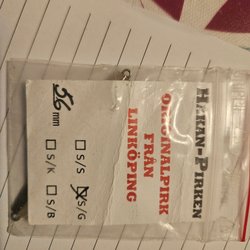 HÅKAN-PIRKEN
ORIGINALPIRK
FRÅN
LINKÖPING
☐ S/S ☒ S/G
☐ S/K ☐ S/B
56 mm